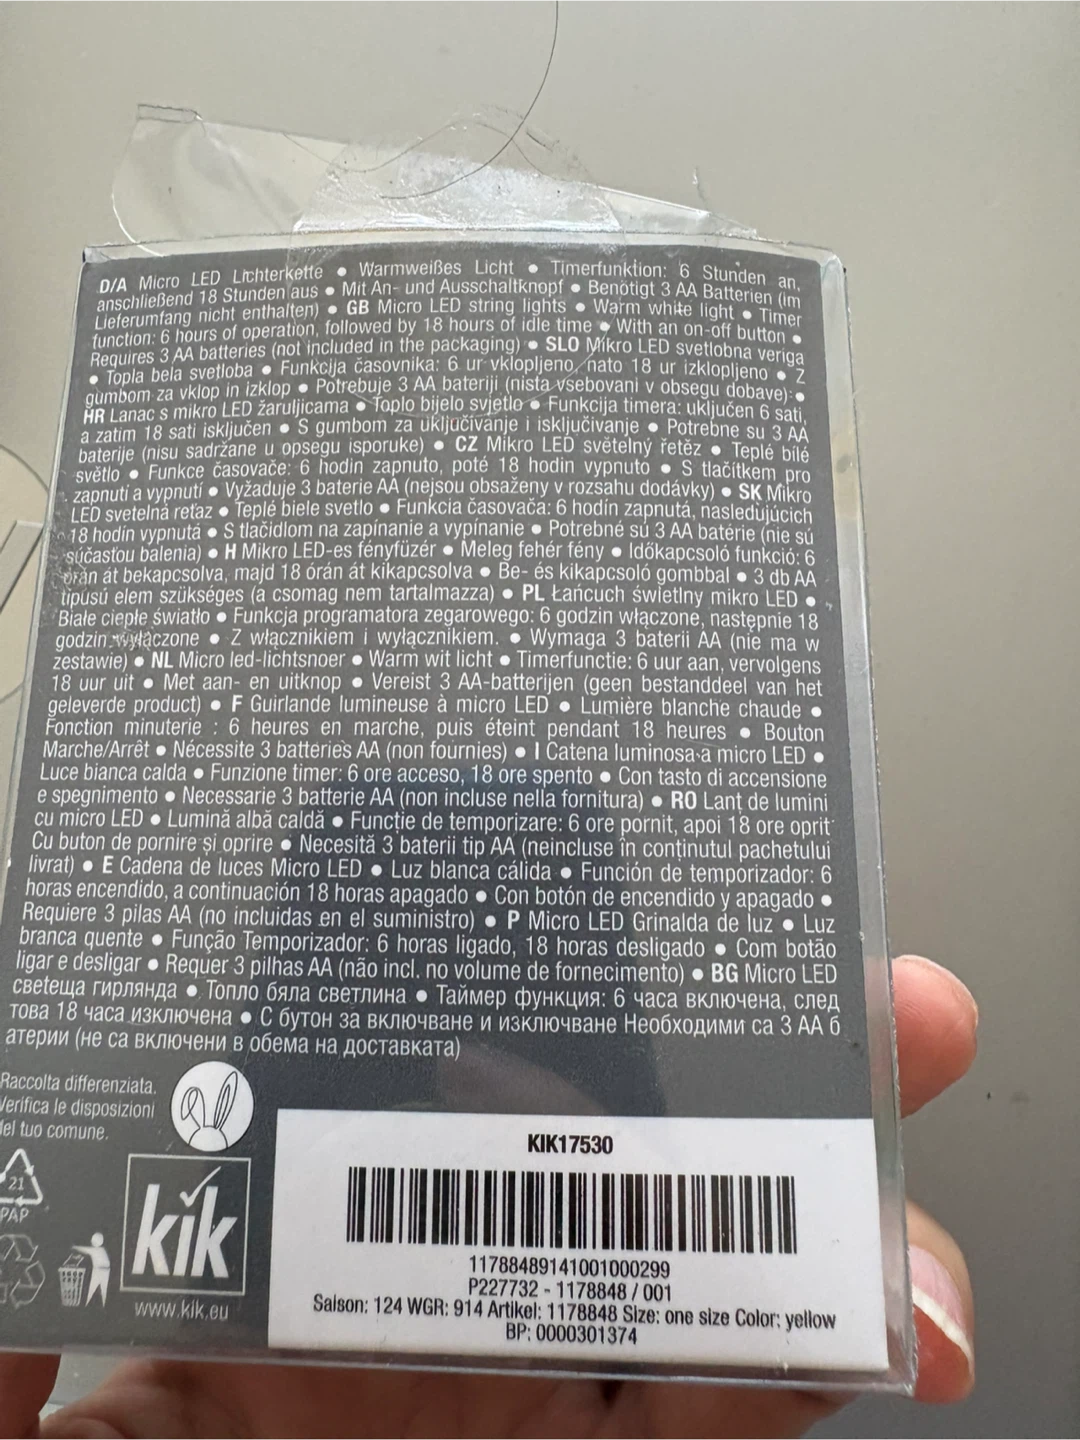 D/A Micro LED Lichterkette ● Warmweißes Licht ● Timerfunktion: 6 Stunden an,
anschließend 18 Stunden aus ● Mit An- und Ausschaltknopf ● Benötigt 3 AA Batterien (im
Lieferumfang nicht enthalten) ● GB Micro LED string lights ● Warm white light ● Timer
function: 6 hours of operation, followed by 18 hours of idle time ● With an on-off button ●
Requires 3 AA batteries (not included in the packaging) ● SLO Mikro LED svetlobna veriga
● Topla bela svetloba ● Funkcija časovnika: 6 ur vklopljeno, nato 18 ur izklopljeno ● Z
gumbom za vklop in izklop ● Potrebuje 3 AA bateriji (nista vsebovani v obsegu dobave) ●
HR Lanac s mikro LED žaruljicama ● Toplo bijelo svjetlo ● Funkcija timera: uključen 6 sati,
a zatim 18 sati isključen ● S gumbom za uključivanje i isključivanje ● Potrebne su 3 AA
baterije (nisu sadržane u opsegu isporuke) ● CZ Mikro LED světelný řetěz ● Teplé bílé
světlo ● Funkce časovače: 6 hodin zapnuto, poté 18 hodin vypnuto ● S tlačítkem pro
zapnutí a vypnutí ● Vyžaduje 3 baterie AA (nejsou obsaženy v rozsahu dodávky) ● SK Mikro
LED svetelná reťaz ● Teplé biele svetlo ● Funkcia časovača: 6 hodín zapnutá, nasledujúcich
18 hodín vypnutá ● S tlačidlom na zapínanie a vypínanie ● Potrebné sú 3 AA batérie (nie sú
súčasťou balenia) ● H Mikro LED-es fényfüzér ● Meleg fehér fény ● Időkapcsoló funkció: 6
órán át bekapcsolva, majd 18 órán át kikapcsolva ● Be- és kikapcsoló gombbal ● 3 db AA
típusú elem szükséges (a csomag nem tartalmazza) ● PL Łańcuch świetlny mikro LED ●
Białe ciepłe światło ● Funkcja programatora zegarowego: 6 godzin włączone, następnie 18
godzin wyłączone ● Z włącznikiem i wyłącznikiem. ● Wymaga 3 baterii AA (nie ma w
zestawie) ● NL Micro led-lichtsnoer ● Warm wit licht ● Timerfunctie: 6 uur aan, vervolgens
18 uur uit ● Met aan- en uitknop ● Vereist 3 AA-batterijen (geen bestanddeel van het
geleverde product) ● F Guirlande lumineuse à micro LED ● Lumière blanche chaude ●
Fonction minuterie : 6 heures en marche, puis éteint pendant 18 heures ● Bouton
Marche/Arrêt ● Nécessite 3 batteries AA (non fournies) ● I Catena luminosa a micro LED ●
Luce bianca calda ● Funzione timer: 6 ore acceso, 18 ore spento ● Con tasto di accensione
e spegnimento ● Necessarie 3 batterie AA (non incluse nella fornitura) ● RO Lanț de lumini
cu micro LED ● Lumină albă caldă ● Funcție de temporizare: 6 ore pornit, apoi 18 ore oprit
Cu buton de pornire și oprire ● Necesită 3 baterii tip AA (neincluse în conținutul pachetului
livrat) ● E Cadena de luces Micro LED ● Luz blanca cálida ● Función de temporizador: 6
horas encendido, a continuación 18 horas apagado ● Con botón de encendido y apagado ●
Requiere 3 pilas AA (no incluidas en el suministro) ● P Micro LED Grinalda de luz ● Luz
branca quente ● Função Temporizador: 6 horas ligado, 18 horas desligado ● Com botão
ligar e desligar ● Requer 3 pilhas AA (não incl. no volume de fornecimento) ● BG Micro LED
светеща гирлянда ● Топло бяла светлина ● Таймер функция: 6 часа включена, след
това 18 часа изключена ● С бутон за включване и изключване Необходими са 3 AA б
атерии (не са включени в обема на доставката)
Raccolta differenziata.
Verifica le disposizioni
del tuo comune.
21
PAP
kik
www.kik.eu
KIK17530
11788489141001000299
P227732 - 1178848 / 001
Saison: 124 WGR: 914 Artikel: 1178848 Size: one size Color: yellow
BP: 0000301374